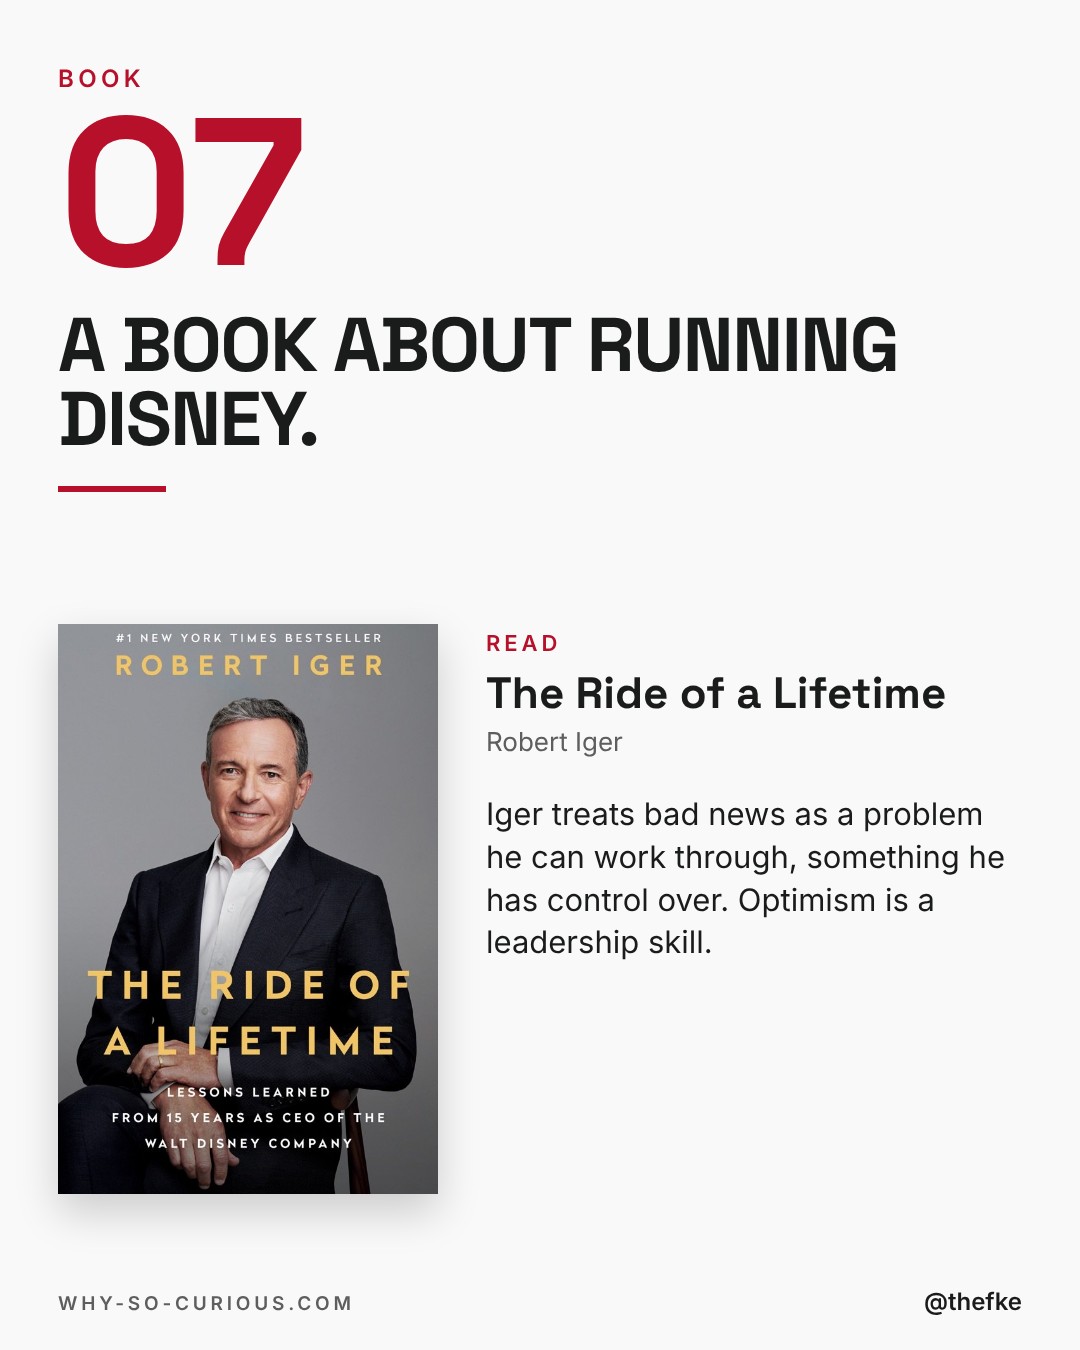 BOOK
07
A BOOK ABOUT RUNNING
DISNEY.
#1 NEW YORK TIMES BESTSELLER
ROBERT IGER
THE RIDE OF
A LIFETIME
LESSONS LEARNED
FROM 15 YEARS AS CEO OF THE
WALT DISNEY COMPANY
READ
The Ride of a Lifetime
Robert Iger
Iger treats bad news as a problem
he can work through, something he
has control over. Optimism is a
leadership skill.
WHY-SO-CURIOUS.COM
@thefke